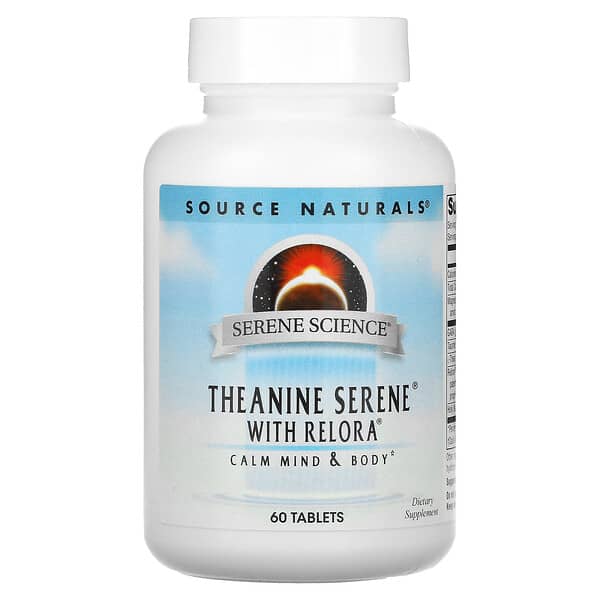 SOURCE NATURALS®
SERENE SCIENCE®
THEANINE SERENE®
WITH RELORA®
CALM MIND & BODY*
Dietary
Supplement
60 TABLETS